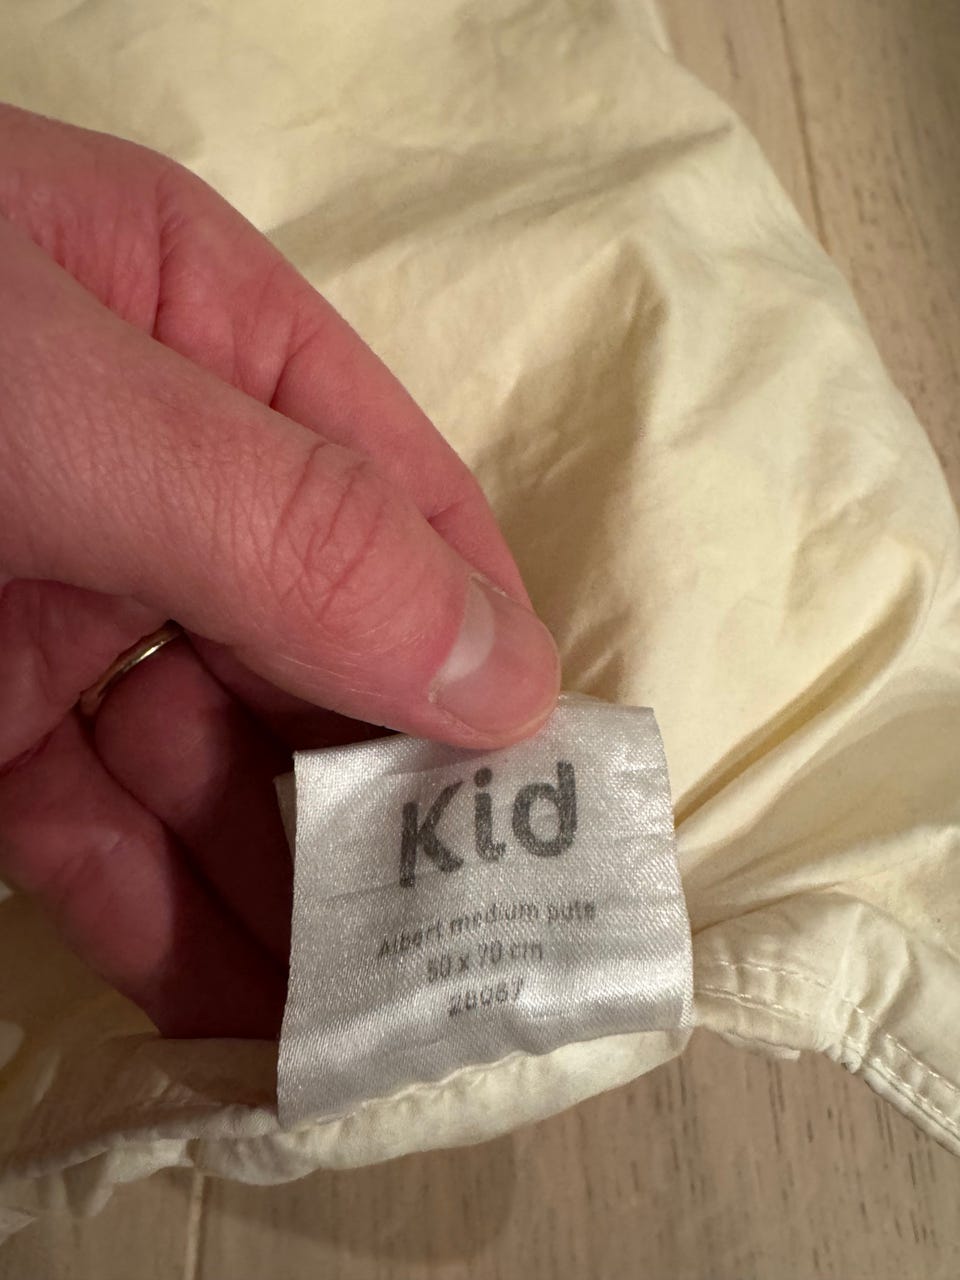 Kid
Albert medium pute
50 x 70 cm
28067